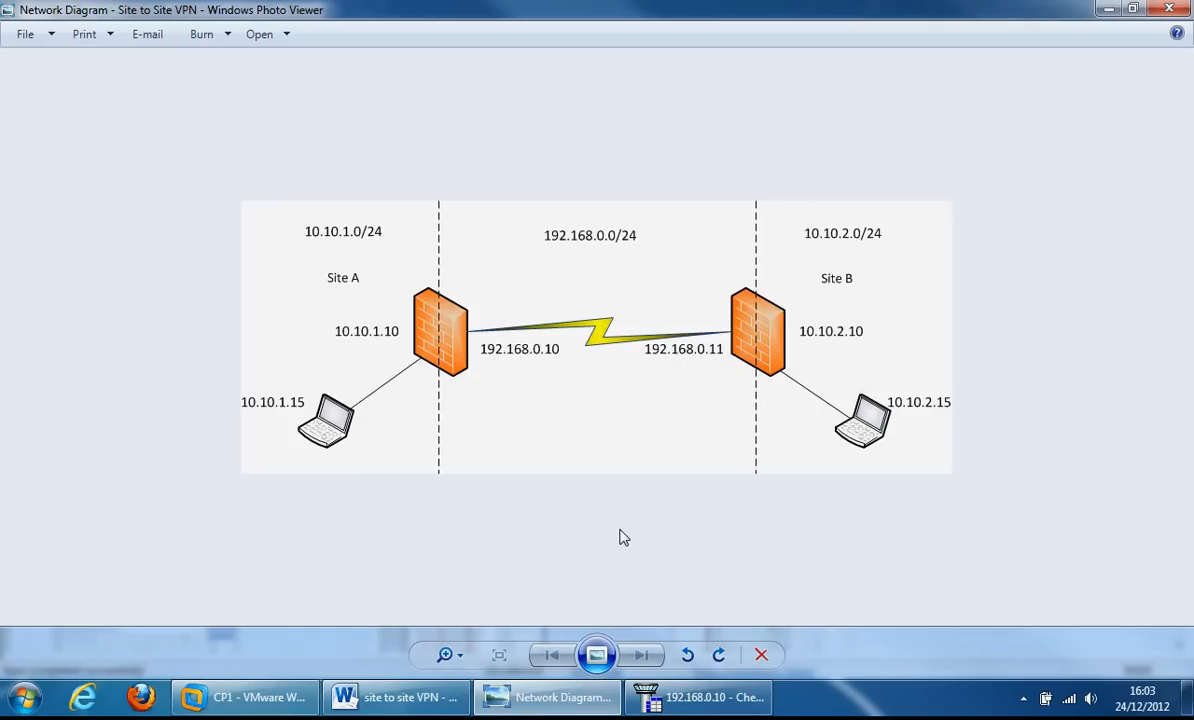 Network Diagram - Site to Site VPN - Windows Photo Viewer
File Print E-mail Burn Open
10.10.1.0/24
192.168.0.0/24
10.10.2.0/24
Site A
Site B
10.10.1.10
10.10.2.10
192.168.0.10
192.168.0.11
10.10.1.15
10.10.2.15
CP1 - VMware W... site to site VPN - ... Network Diagram... 192.168.0.10 - Che...
16:03
24/12/2012